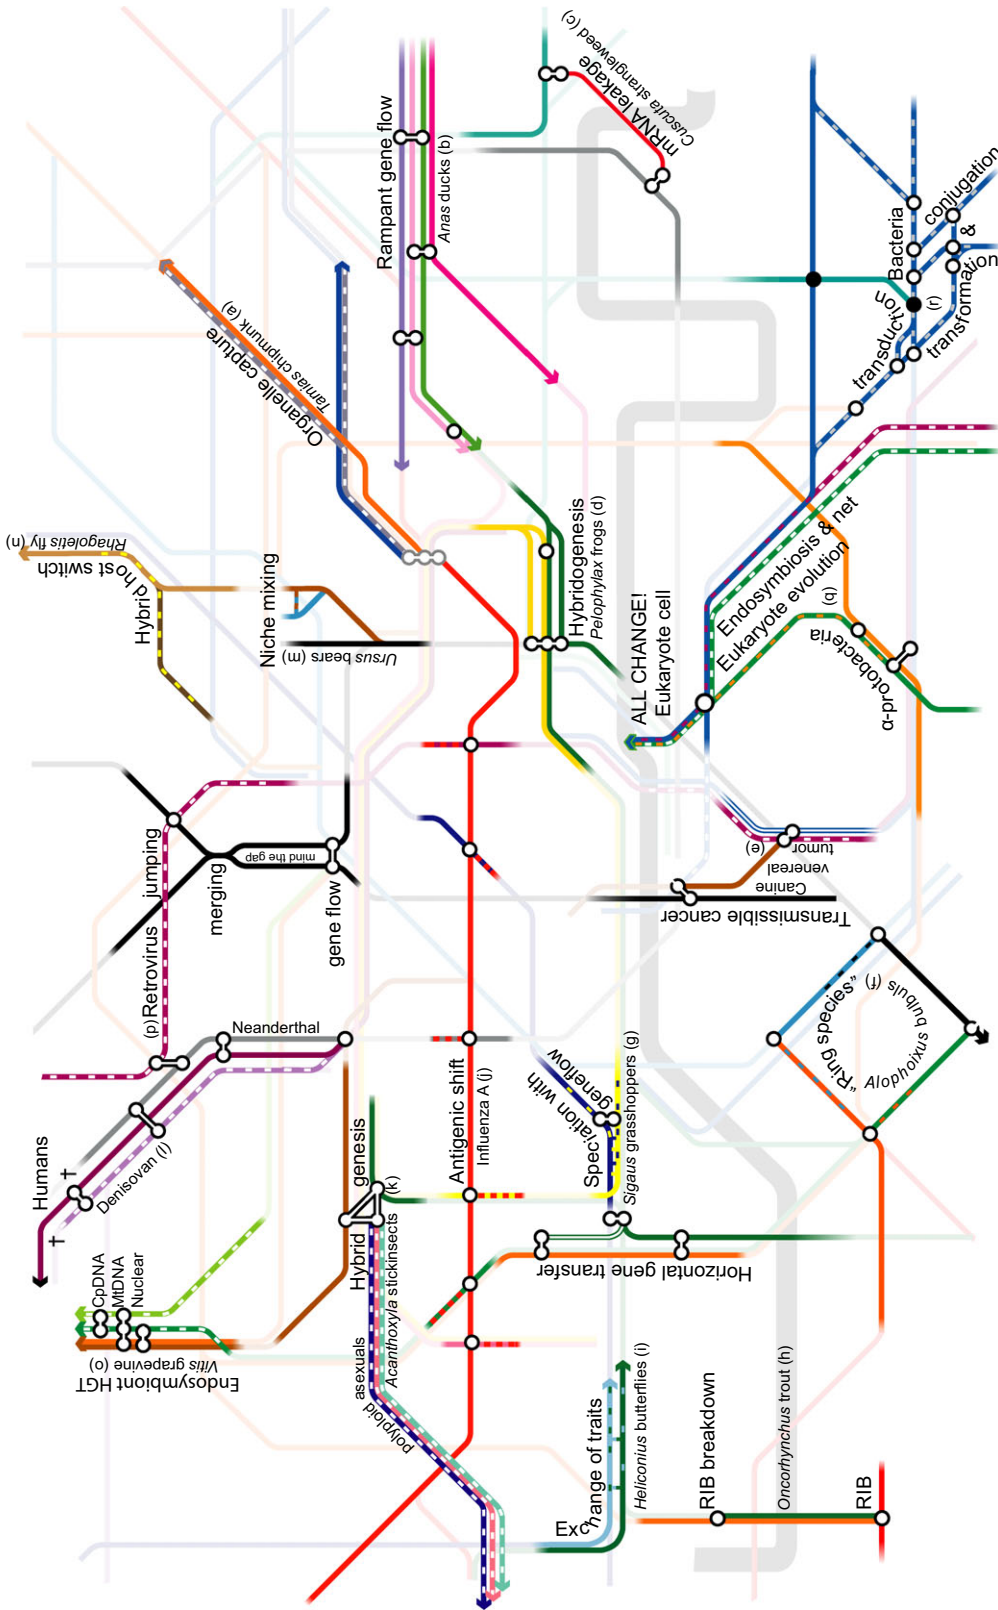 Rampant gene flow
Anas ducks (b)
mRNA leakage
Cuscuta strangleweed (c)
Organelle capture
Tamias chipmunk (a)
Bacteria
conjugation
&
transformation
transduction
(r)
Hybrid host switch
Rhagoletis fly (n)
Niche mixing
Ursus bears (m)
Hybridogenesis
Pelophylax frogs (d)
ALL CHANGE!
Eukaryote cell
Endosymbiosis & net
Eukaryote evolution
(q)
α-protobacteria
(p) Retrovirus jumping
merging
mind the gap
gene flow
Transmissible cancer
Canine
venereal
tumor
(e)
"Ring species"
Alophoixus bulbuls (f)
Humans
Neanderthal
Denisovan (l)
†
†
Antigenic shift
Influenza A (j)
Speciation with
geneflow
Sigaus grasshoppers (g)
Hybrid genesis
(k)
Acanthoxyla stickinsects
asexuals
polyploid
CpDNA
MtDNA
Nuclear
Endosymbiont HGT
Vitis grapevine (o)
Horizontal gene transfer
Exchange of traits
Heliconius butterflies (i)
RIB breakdown
Oncorhynchus trout (h)
RIB